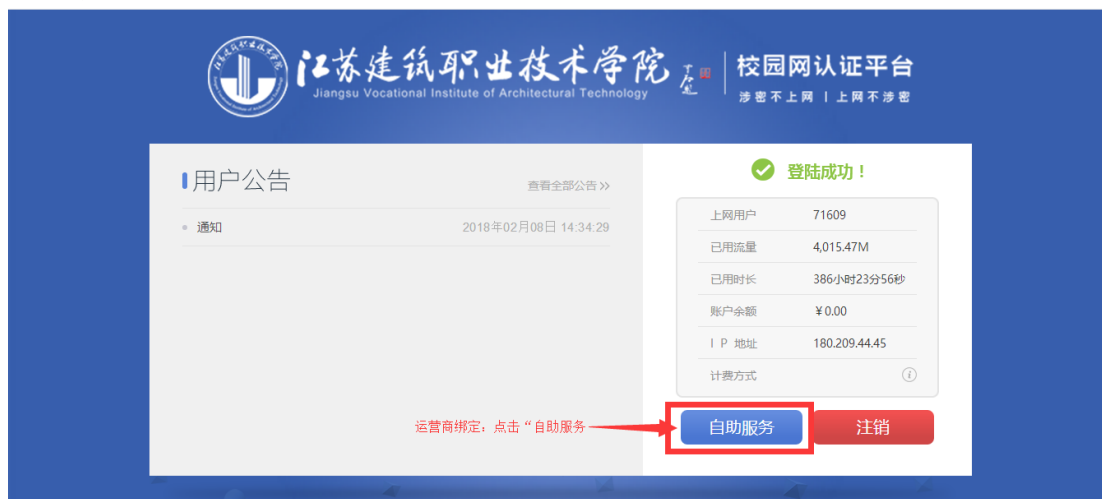 江苏建筑职业技术学院
Jiangsu Vocational Institute of Architectural Technology
校园网认证平台
涉密不上网 | 上网不涉密
用户公告
查看全部公告 >>
通知 2018年02月08日 14:34:29
登陆成功！
上网用户 71609
已用流量 4,015.47M
已用时长 386小时23分56秒
账户余额 ￥0.00
I P 地址 180.209.44.45
计费方式 i
运营商绑定：点击“自助服务
自助服务 注销